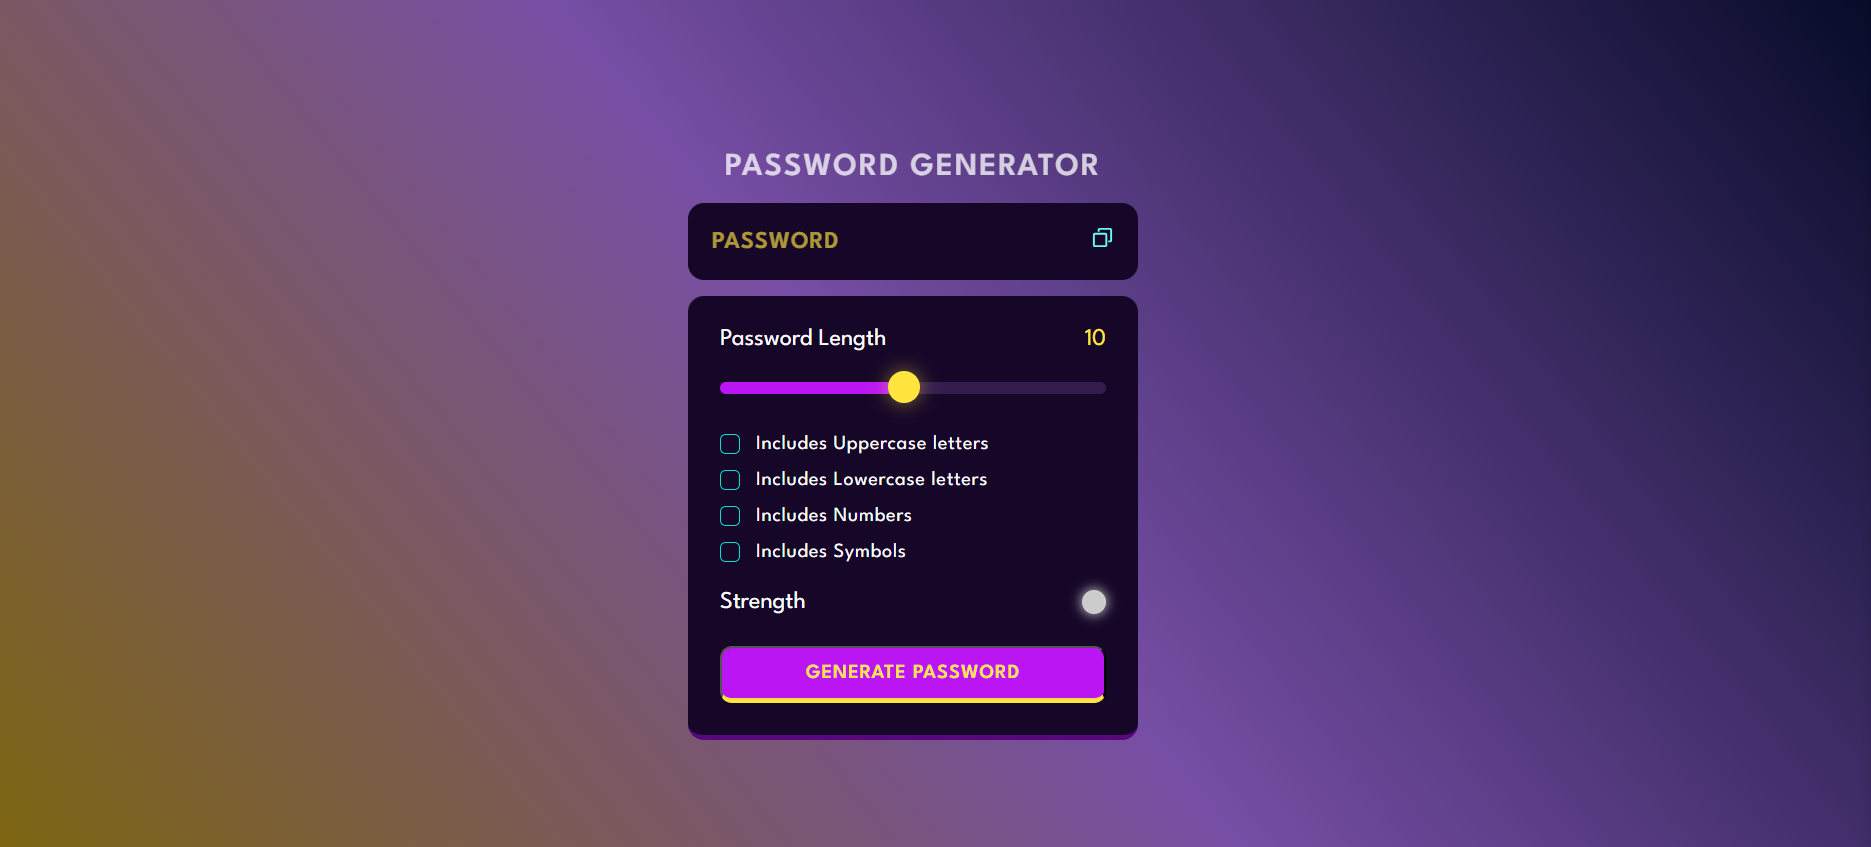 PASSWORD GENERATOR
PASSWORD
Password Length 10
Includes Uppercase letters
Includes Lowercase letters
Includes Numbers
Includes Symbols
Strength
GENERATE PASSWORD